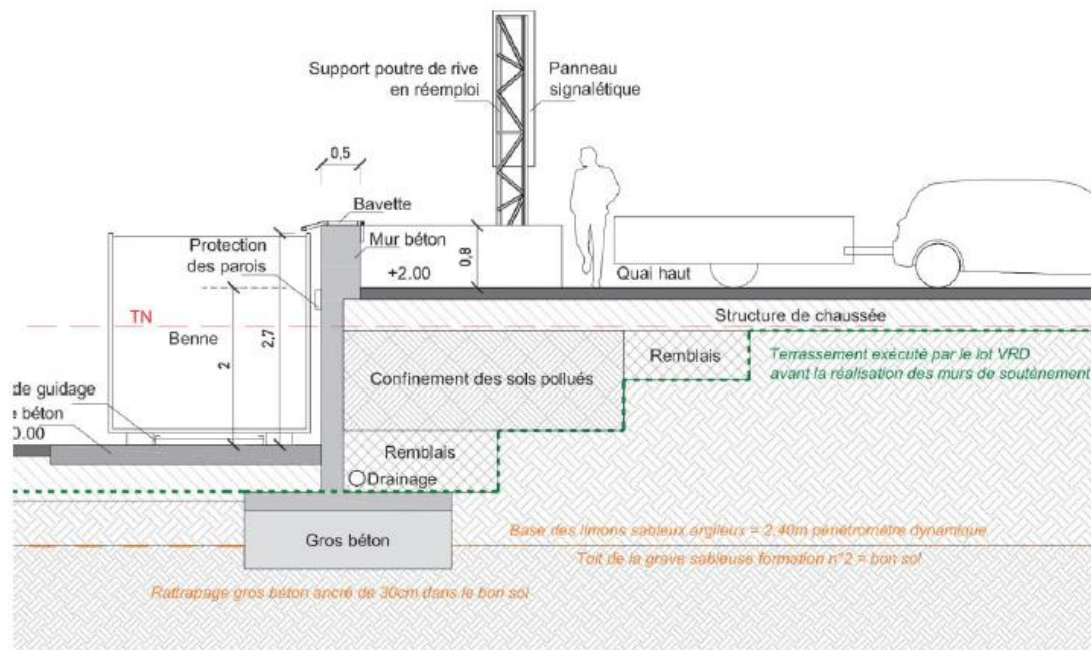 Support poutre de rive
en réemploi
Panneau
signalétique
0,5
Bavette
Mur béton
Protection
des parois
+2.00
0,8
Quai haut
TN
Benne
2
2,7
Structure de chaussée
Remblais
Confinement des sols pollués
Terrassement exécuté par le lot VRD
avant la réalisation des murs de soutènement
de guidage
e béton
0.00
Remblais
Drainage
Gros béton
Base des limons sableux argileux = 2.40m pénétromètre dynamique
Toit de la grave sableuse formation n°2 = bon sol
Rattrapage gros béton ancré de 30cm dans le bon sol